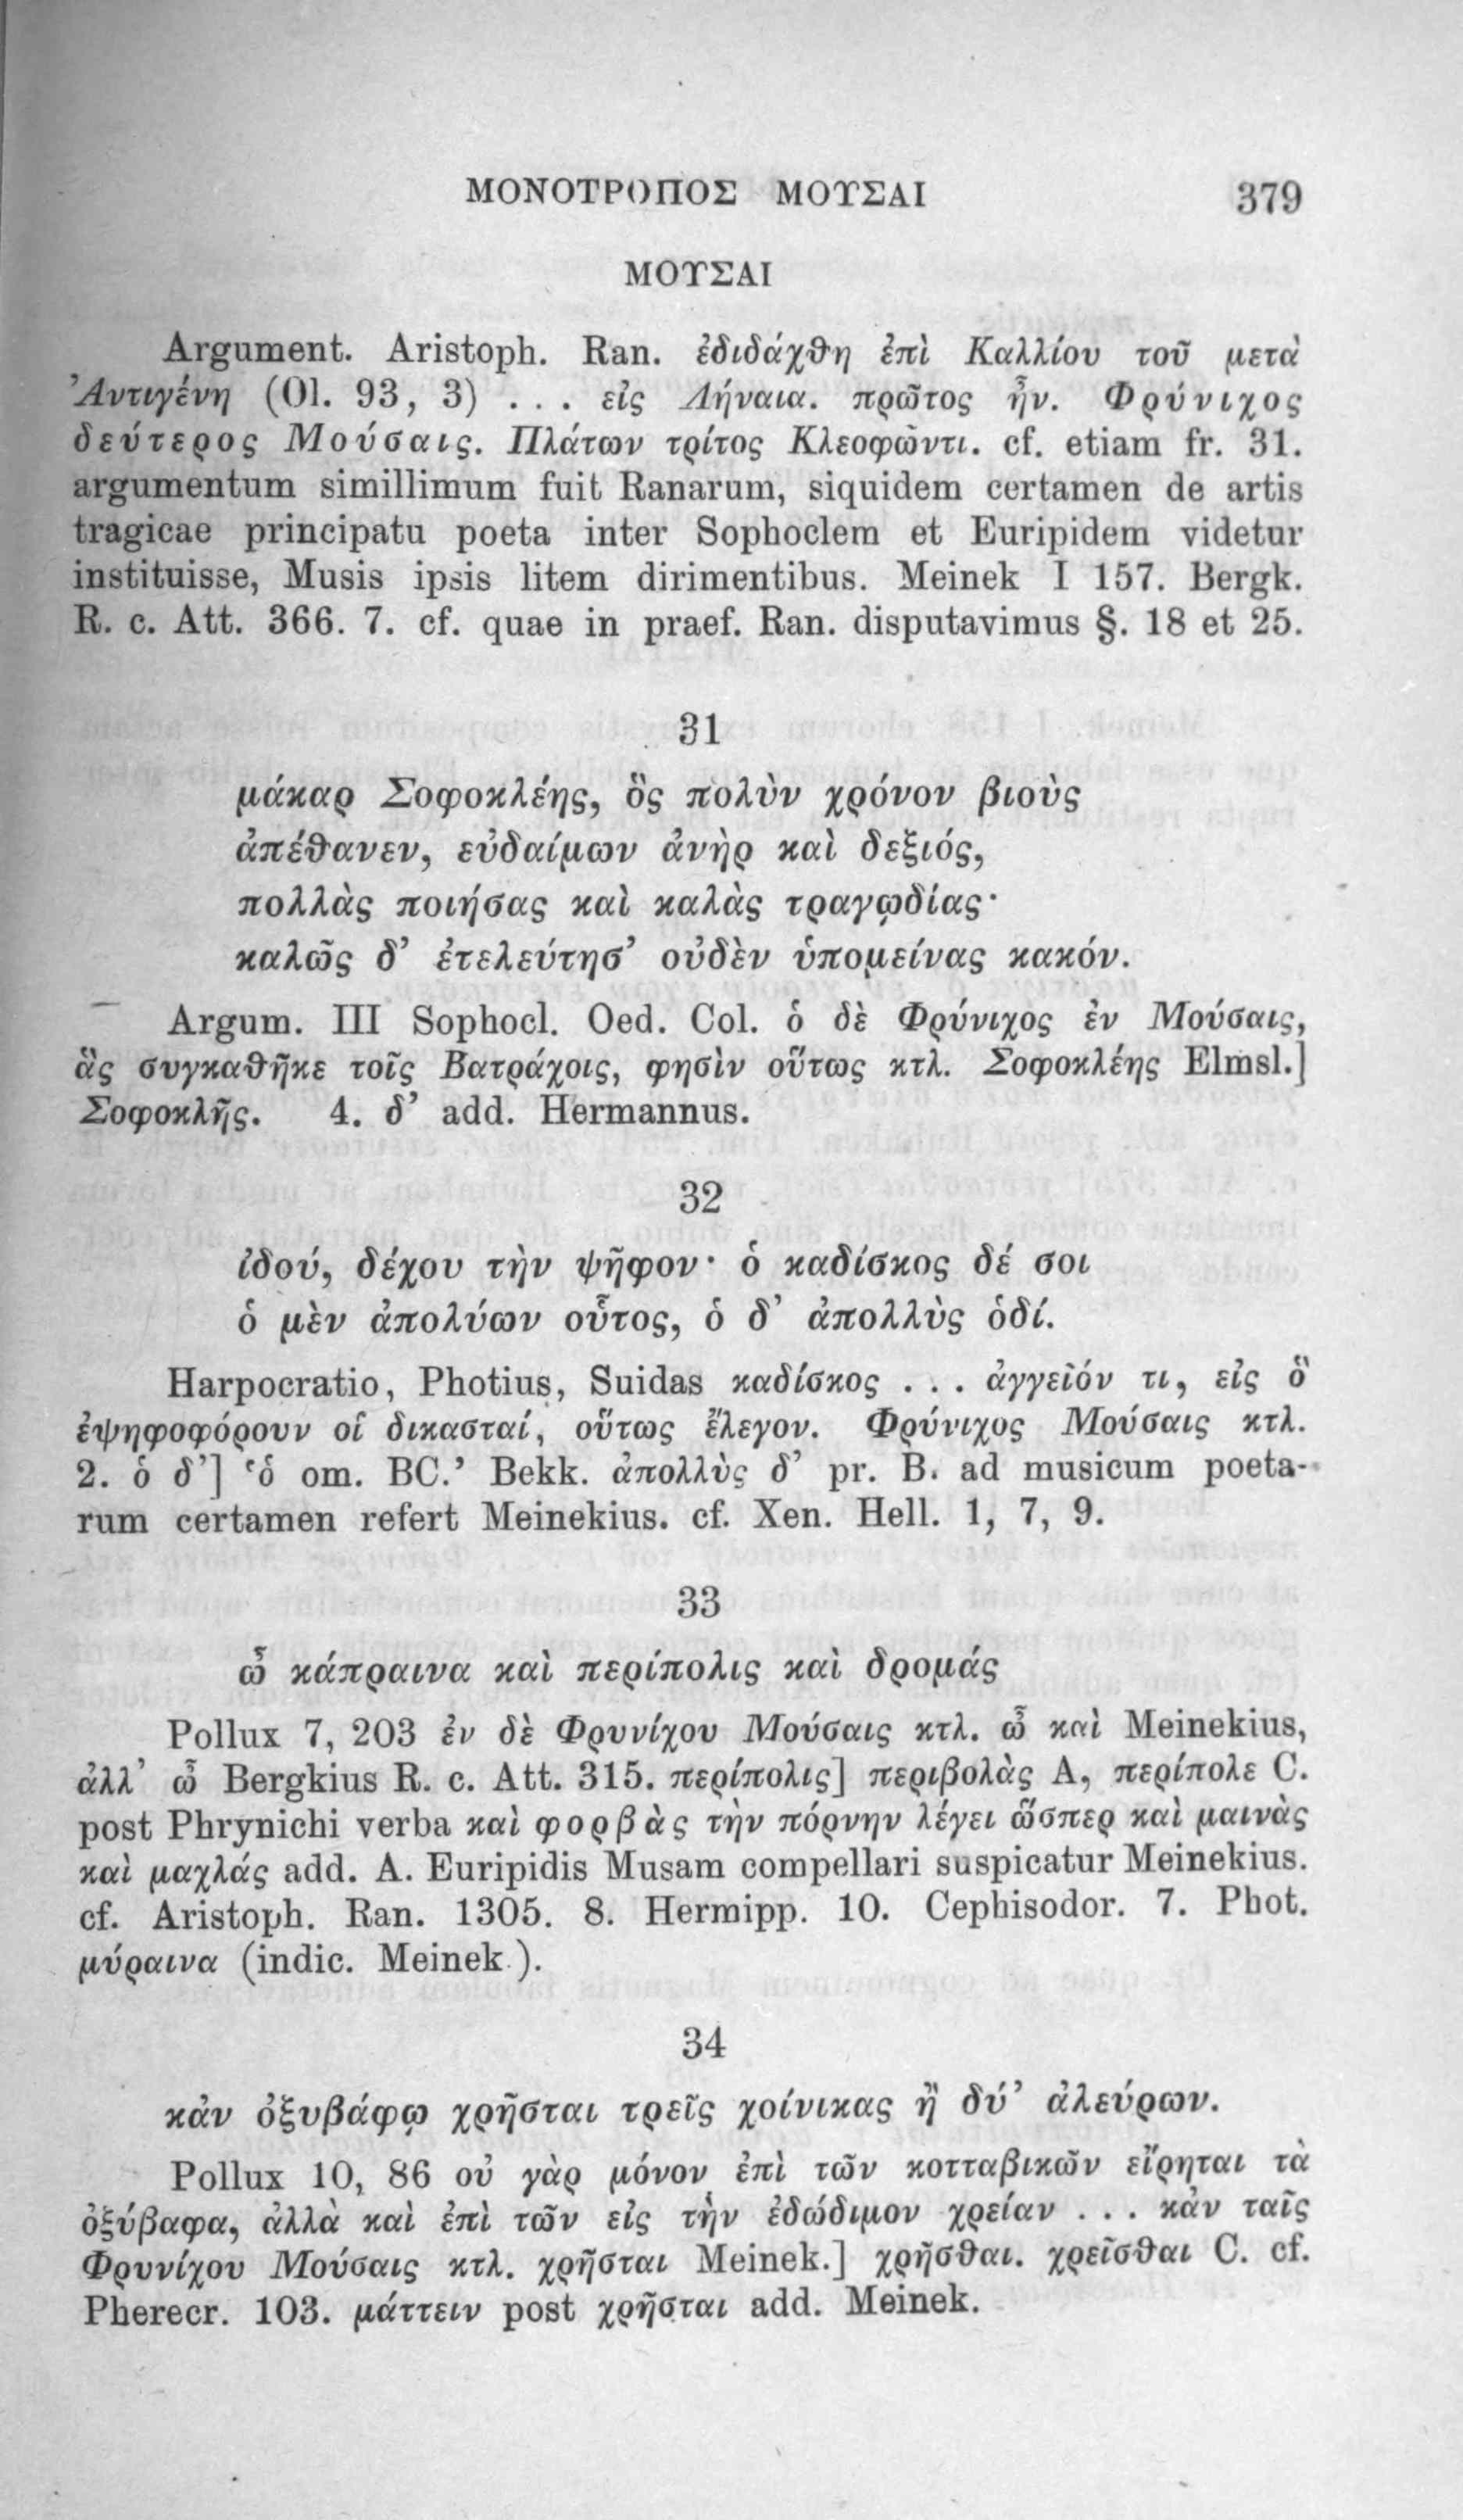 ΜΟΝΟΤΡΟΠΟΣ ΜΟΥΣΑΙ 379
ΜΟΥΣΑΙ
Argument. Aristoph. Ran. ἐδιδάχθη ἐπὶ Καλλίου τοῦ μετὰ
Ἀντιγένη (Ol. 93, 3) . . . εἰς Λήναια. πρῶτος ἦν. Φρύνιχος
δεύτερος Μούσαις. Πλάτων τρίτος Κλεοφῶντι. cf. etiam fr. 31.
argumentum simillimum fuit Ranarum, siquidem certamen de artis
tragicae principatu poeta inter Sophoclem et Euripidem videtur
instituisse, Musis ipsis litem dirimentibus. Meinek I 157. Bergk.
R. c. Att. 366. 7. cf. quae in praef. Ran. disputavimus §. 18 et 25.
31
μάκαρ Σοφοκλέης, ὃς πολὺν χρόνον βιοὺς
ἀπέθανεν, εὐδαίμων ἀνὴρ καὶ δεξιός,
πολλὰς ποιήσας καὶ καλὰς τραγῳδίας·
καλῶς δ’ ἐτελεύτησ’ οὐδὲν ὑπομείνας κακόν.
Argum. III Sophocl. Oed. Col. ὁ δὲ Φρύνιχος ἐν Μούσαις,
ἃς συγκαθῆκε τοῖς Βατράχοις, φησὶν οὕτως κτλ. Σοφοκλέης Elmsl.]
Σοφοκλῆς. 4. δ’ add. Hermannus.
32
ἰδού, δέχου τὴν ψῆφον· ὁ καδίσκος δέ σοι
ὁ μὲν ἀπολύων οὗτος, ὁ δ’ ἀπολλὺς ὁδί.
Harpocratio, Photius, Suidas καδίσκος . . . ἀγγεῖόν τι, εἰς ὃ
ἐψηφοφόρουν οἱ δικασταί, οὕτως ἔλεγον. Φρύνιχος Μούσαις κτλ.
2. ὁ δ’] ‘ὁ om. BC.’ Bekk. ἀπολλὺς δ’ pr. B. ad musicum poeta-
rum certamen refert Meinekius. cf. Xen. Hell. 1, 7, 9.
33
ὦ κάπραινα καὶ περίπολις καὶ δρομάς
Pollux 7, 203 ἐν δὲ Φρυνίχου Μούσαις κτλ. ὦ καὶ Meinekius,
ἀλλ’ ὦ Bergkius R. c. Att. 315. περίπολις] περιβολὰς A, περίπολε C.
post Phrynichi verba καὶ φορβὰς τὴν πόρνην λέγει ὥσπερ καὶ μαινὰς
καὶ μαχλάς add. A. Euripidis Musam compellari suspicatur Meinekius.
cf. Aristoph. Ran. 1305. 8. Hermipp. 10. Cephisodor. 7. Phot.
μύραινα (indic. Meinek.).
34
κἀν ὀξυβάφῳ χρῆσται τρεῖς χοίνικας ἢ δύ’ ἀλεύρων.
Pollux 10, 86 οὐ γὰρ μόνον ἐπὶ τῶν κοτταβικῶν εἴρηται τὰ
ὀξύβαφα, ἀλλὰ καὶ ἐπὶ τῶν εἰς τὴν ἐδώδιμον χρείαν . . . κἀν ταῖς
Φρυνίχου Μούσαις κτλ. χρῆσται Meinek.] χρῆσθαι. χρεῖσθαι C. cf.
Pherecr. 103. μάττειν post χρῆσται add. Meinek.